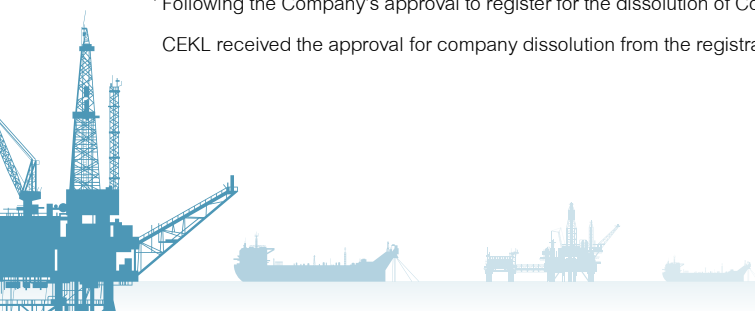 Following the Company's approval to register for the dissolution of
CEKL received the approval for company dissolution from the